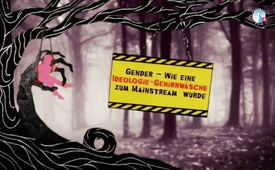 Gender – Wie eine
Ideologie-Gehirnwäsche
zum Mainstream wurde